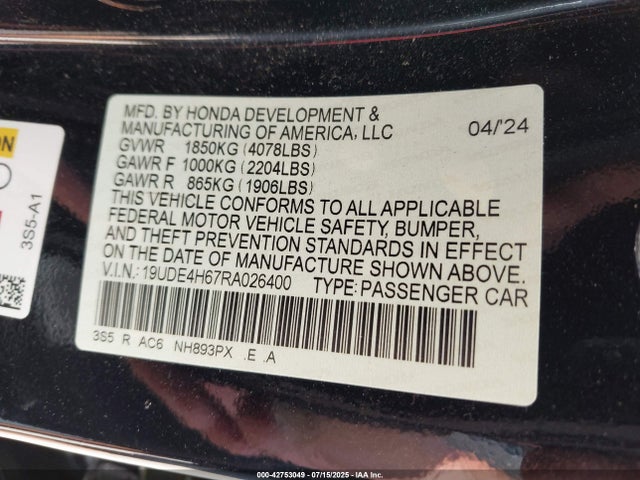 MFD. BY HONDA DEVELOPMENT &
MANUFACTURING OF AMERICA, LLC 04/'24
GVWR 1850KG (4078LBS)
GAWR F 1000KG (2204LBS)
GAWR R 865KG (1906LBS)
THIS VEHICLE CONFORMS TO ALL APPLICABLE
FEDERAL MOTOR VEHICLE SAFETY, BUMPER,
AND THEFT PREVENTION STANDARDS IN EFFECT
ON THE DATE OF MANUFACTURE SHOWN ABOVE.
V.I.N.: 19UDE4H67RA026400 TYPE: PASSENGER CAR
3S5 R AC6 NH893PX .E .A
ON
3S5-A1
000-42753049 | 07/15/2025 | IAA Inc.